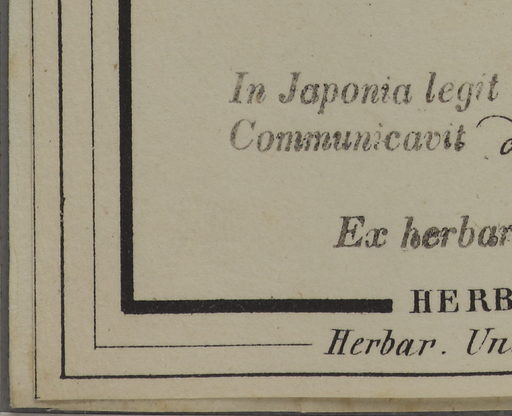 In Japonia legit
Communicavit
Ex herbar
HERB
Herbar. Un